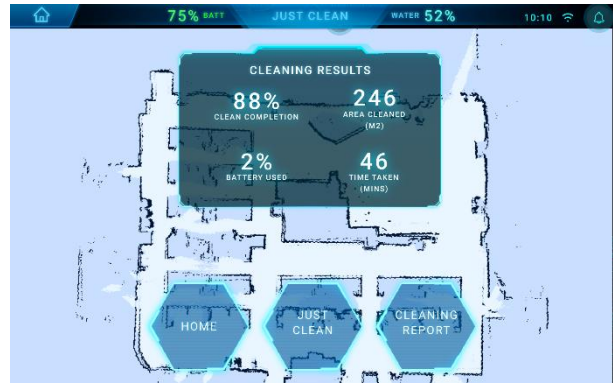 75% BATT JUST CLEAN WATER 52% 10:10
CLEANING RESULTS
88%
CLEAN COMPLETION
246
AREA CLEANED
(M2)
2%
BATTERY USED
46
TIME TAKEN
(MINS)
HOME
JUST
CLEAN
CLEANING
REPORT